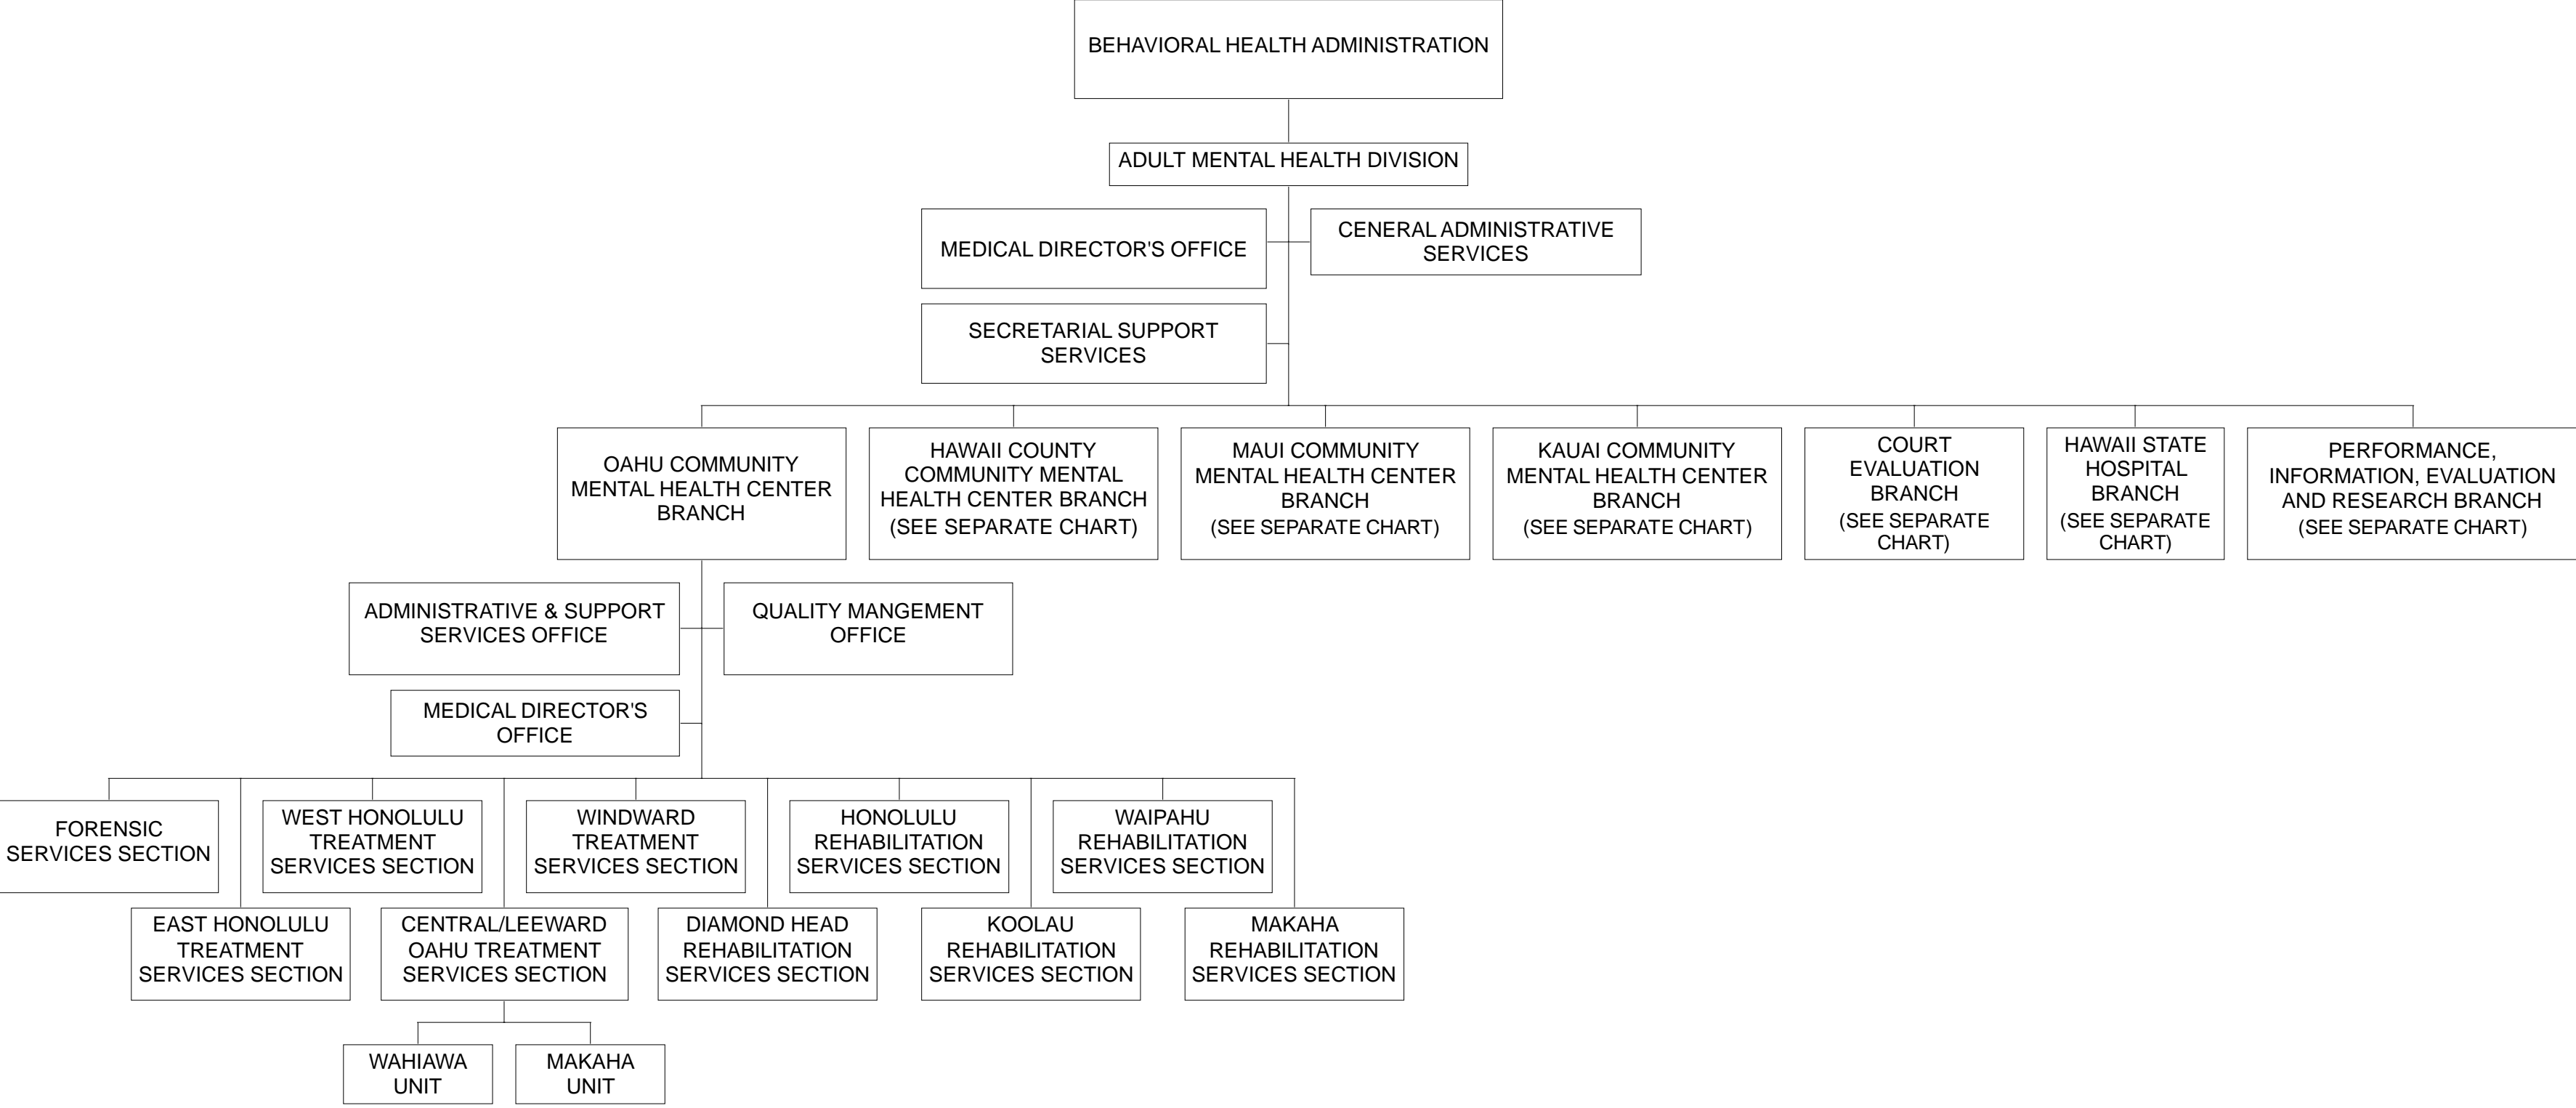 BEHAVIORAL HEALTH ADMINISTRATION
ADULT MENTAL HEALTH DIVISION
MEDICAL DIRECTOR'S OFFICE
CENERAL ADMINISTRATIVE
SERVICES
SECRETARIAL SUPPORT
SERVICES
OAHU COMMUNITY
MENTAL HEALTH CENTER
BRANCH
HAWAII COUNTY
COMMUNITY MENTAL
HEALTH CENTER BRANCH
(SEE SEPARATE CHART)
MAUI COMMUNITY
MENTAL HEALTH CENTER
BRANCH
(SEE SEPARATE CHART)
KAUAI COMMUNITY
MENTAL HEALTH CENTER
BRANCH
(SEE SEPARATE CHART)
COURT
EVALUATION
BRANCH
(SEE SEPARATE
CHART)
HAWAII STATE
HOSPITAL
BRANCH
(SEE SEPARATE
CHART)
PERFORMANCE,
INFORMATION, EVALUATION
AND RESEARCH BRANCH
(SEE SEPARATE CHART)
ADMINISTRATIVE & SUPPORT
SERVICES OFFICE
QUALITY MANGEMENT
OFFICE
MEDICAL DIRECTOR'S
OFFICE
FORENSIC
SERVICES SECTION
WEST HONOLULU
TREATMENT
SERVICES SECTION
WINDWARD
TREATMENT
SERVICES SECTION
HONOLULU
REHABILITATION
SERVICES SECTION
WAIPAHU
REHABILITATION
SERVICES SECTION
EAST HONOLULU
TREATMENT
SERVICES SECTION
CENTRAL/LEEWARD
OAHU TREATMENT
SERVICES SECTION
DIAMOND HEAD
REHABILITATION
SERVICES SECTION
KOOLAU
REHABILITATION
SERVICES SECTION
MAKAHA
REHABILITATION
SERVICES SECTION
WAHIAWA
UNIT
MAKAHA
UNIT